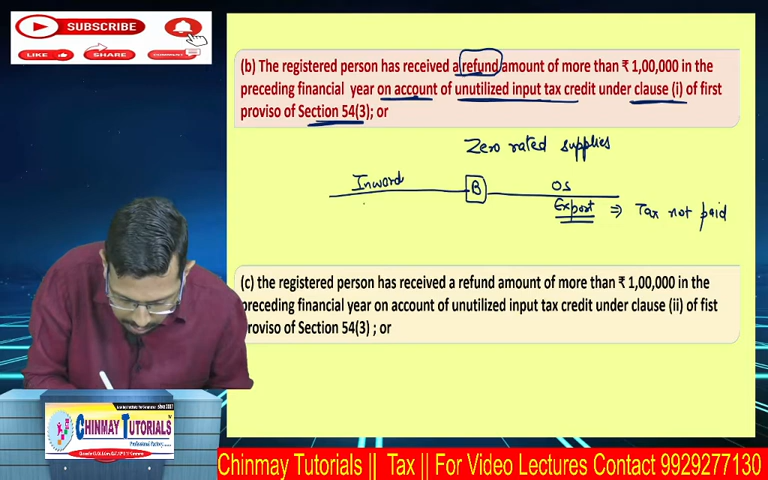 SUBSCRIBE
LIKE
SHARE
COMMENT
(b) The registered person has received a refund amount of more than ₹ 1,00,000 in the
preceding financial year on account of unutilized input tax credit under clause (i) of first
proviso of Section 54(3); or
Zero rated supplies
Inward
B
OS
Export ⇒ Tax not paid
(c) the registered person has received a refund amount of more than ₹ 1,00,000 in the
preceding financial year on account of unutilized input tax credit under clause (ii) of fist
proviso of Section 54(3) ; or
CHINMAY TUTORIALS
Professional Factory
Chinmay Tutorials || Tax || For Video Lectures Contact 9929277130